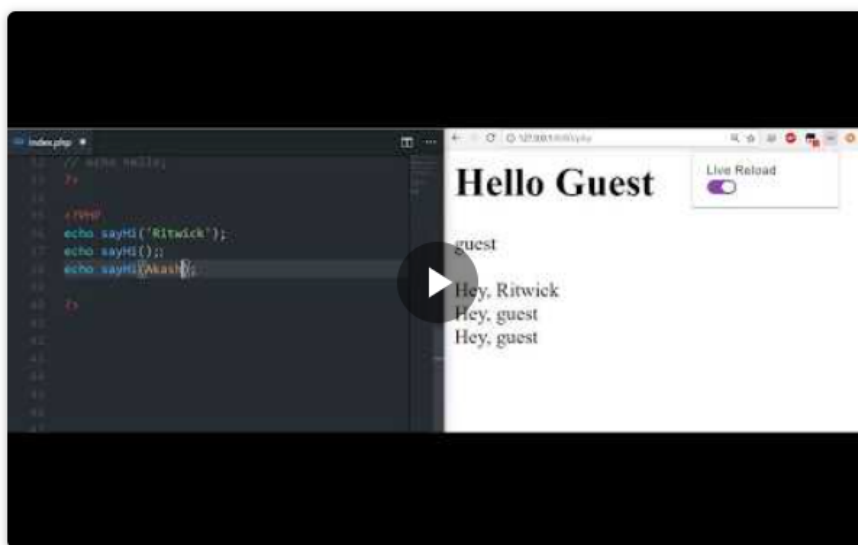 index.php
// echo hello;
?>
<?PHP
echo sayHi('Ritwick');
echo sayHi();
echo sayHi(Akash);
?>
Live Reload
Hello Guest
guest
Hey, Ritwick
Hey, guest
Hey, guest